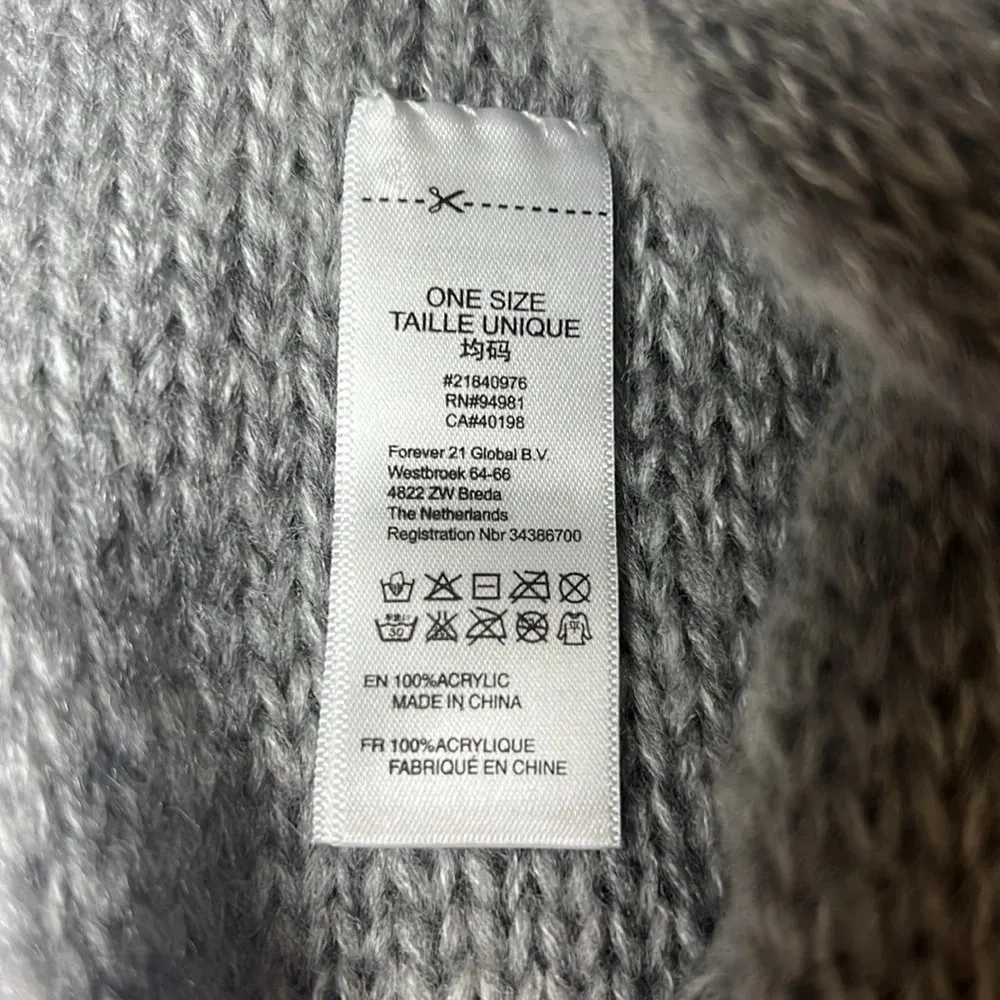 ONE SIZE
TAILLE UNIQUE
均码
#21840976
RN#94981
CA#40198
Forever 21 Global B.V.
Westbroek 64-66
4822 ZW Breda
The Netherlands
Registration Nbr 34386700
30
EN 100%ACRYLIC
MADE IN CHINA
FR 100%ACRYLIQUE
FABRIQUÉ EN CHINE